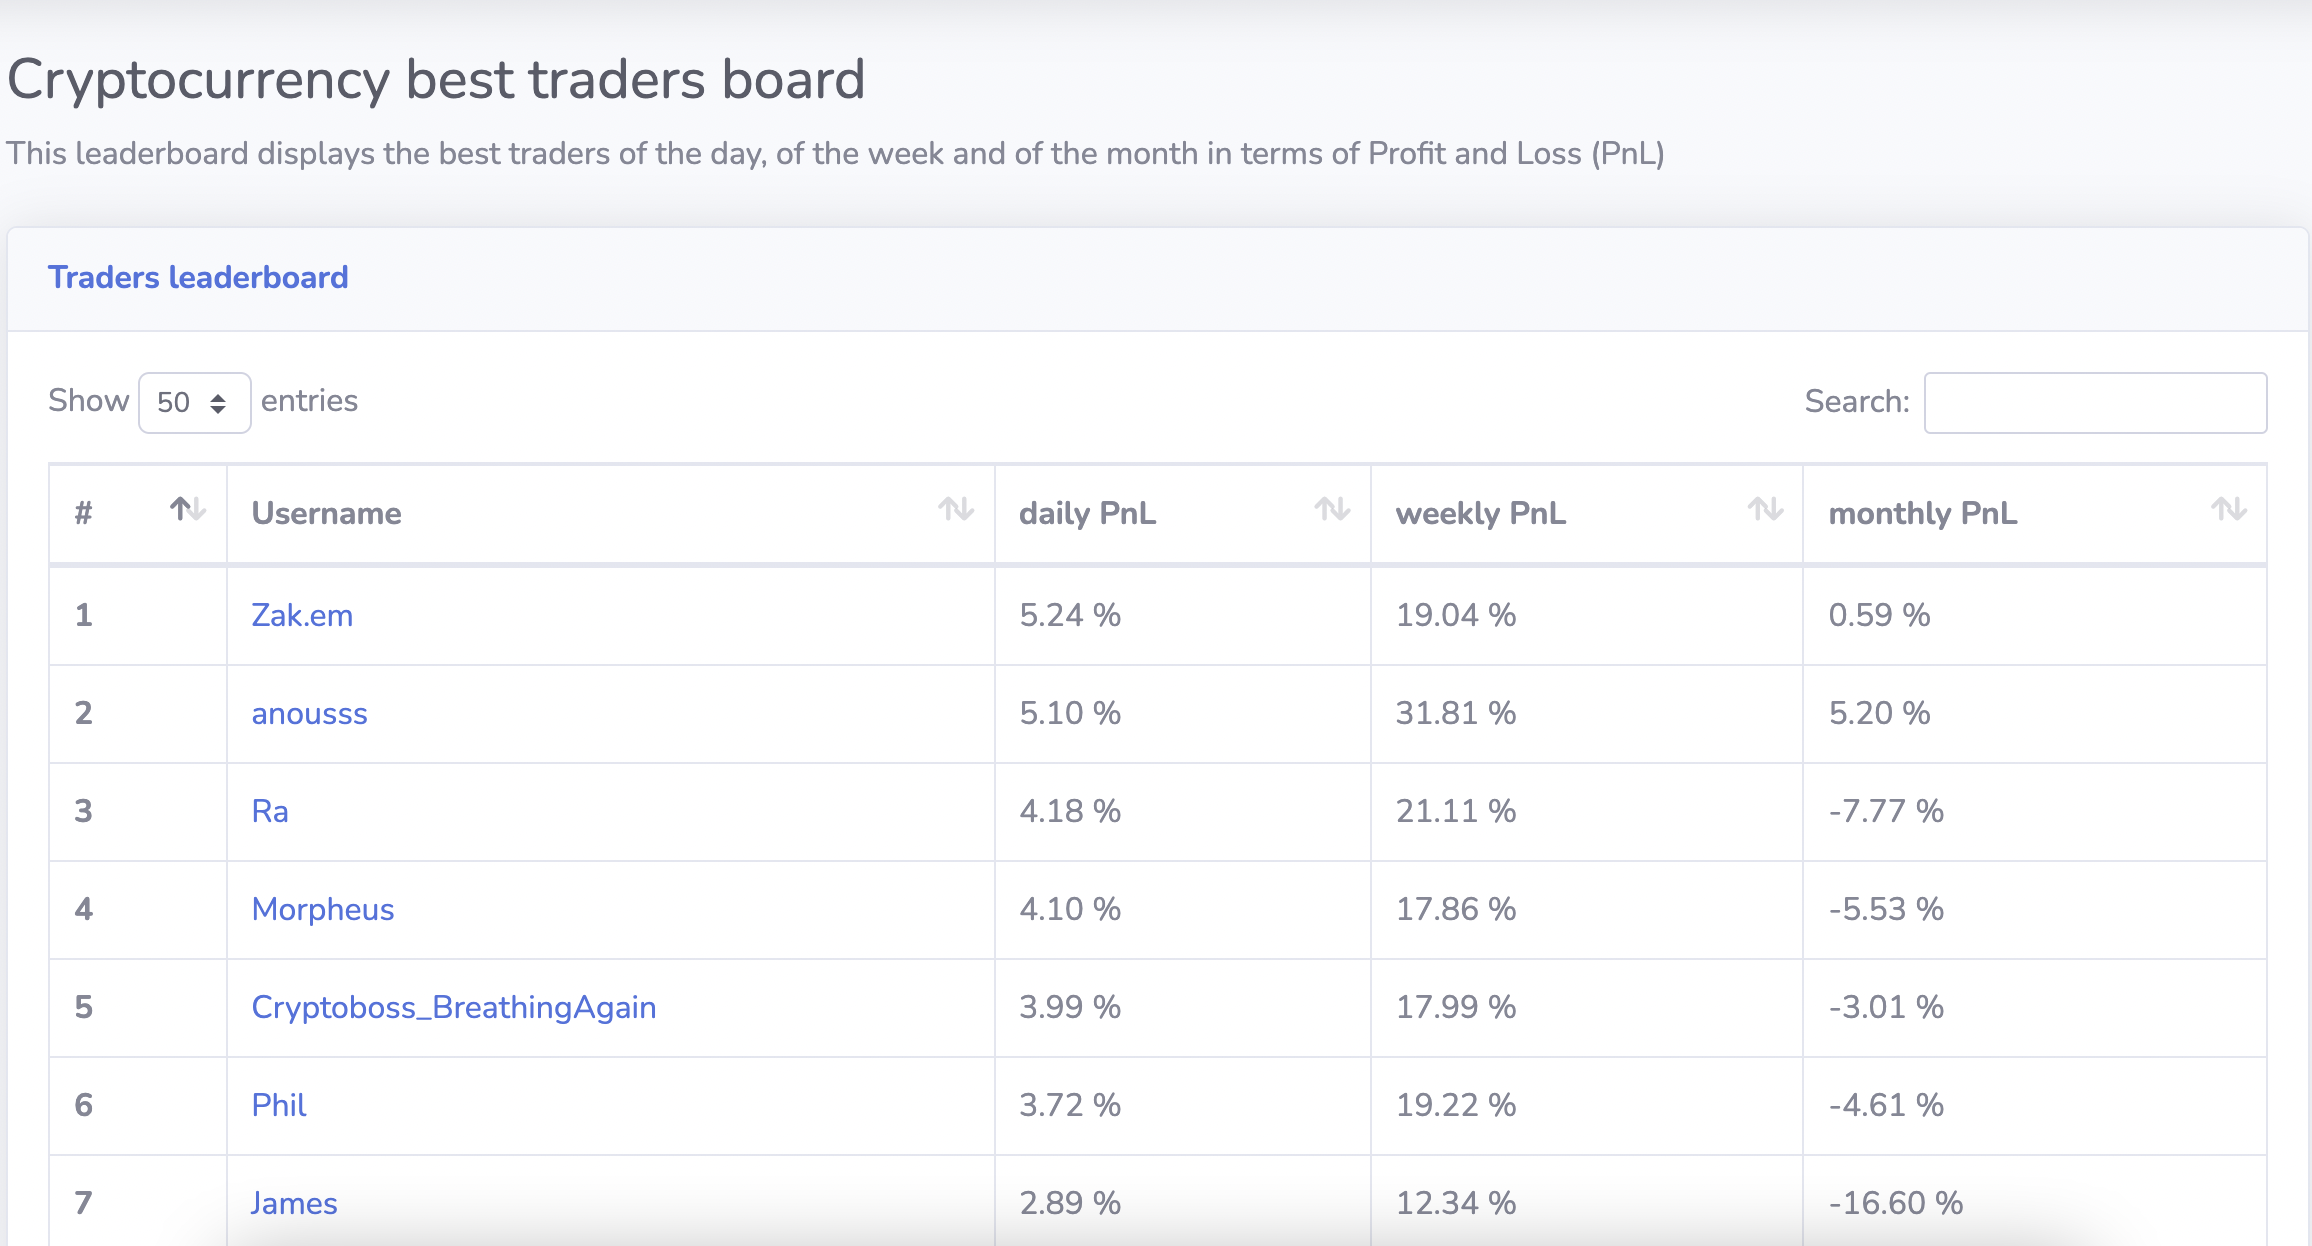 Cryptocurrency best traders board
This leaderboard displays the best traders of the day, of the week and of the month in terms of Profit and Loss (PnL)
Traders leaderboard
Show 50 entries Search:
# Username daily PnL weekly PnL monthly PnL
1 Zak.em 5.24 % 19.04 % 0.59 %
2 anousss 5.10 % 31.81 % 5.20 %
3 Ra 4.18 % 21.11 % -7.77 %
4 Morpheus 4.10 % 17.86 % -5.53 %
5 Cryptoboss_BreathingAgain 3.99 % 17.99 % -3.01 %
6 Phil 3.72 % 19.22 % -4.61 %
7 James 2.89 % 12.34 % -16.60 %